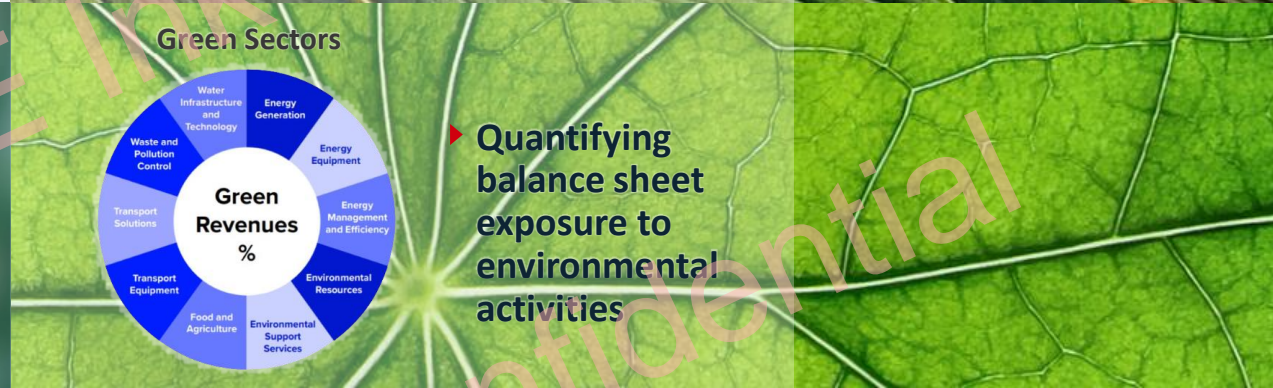 Green Sectors
Water
Infrastructure
and
Technology
Energy
Generation
Energy
Equipment
Energy
Management
and Efficiency
Environmental
Resources
Environmental
Support
Services
Food and
Agriculture
Transport
Equipment
Transport
Solutions
Waste and
Pollution
Control
Green
Revenues
%
Quantifying
balance sheet
exposure to
environmental
activities